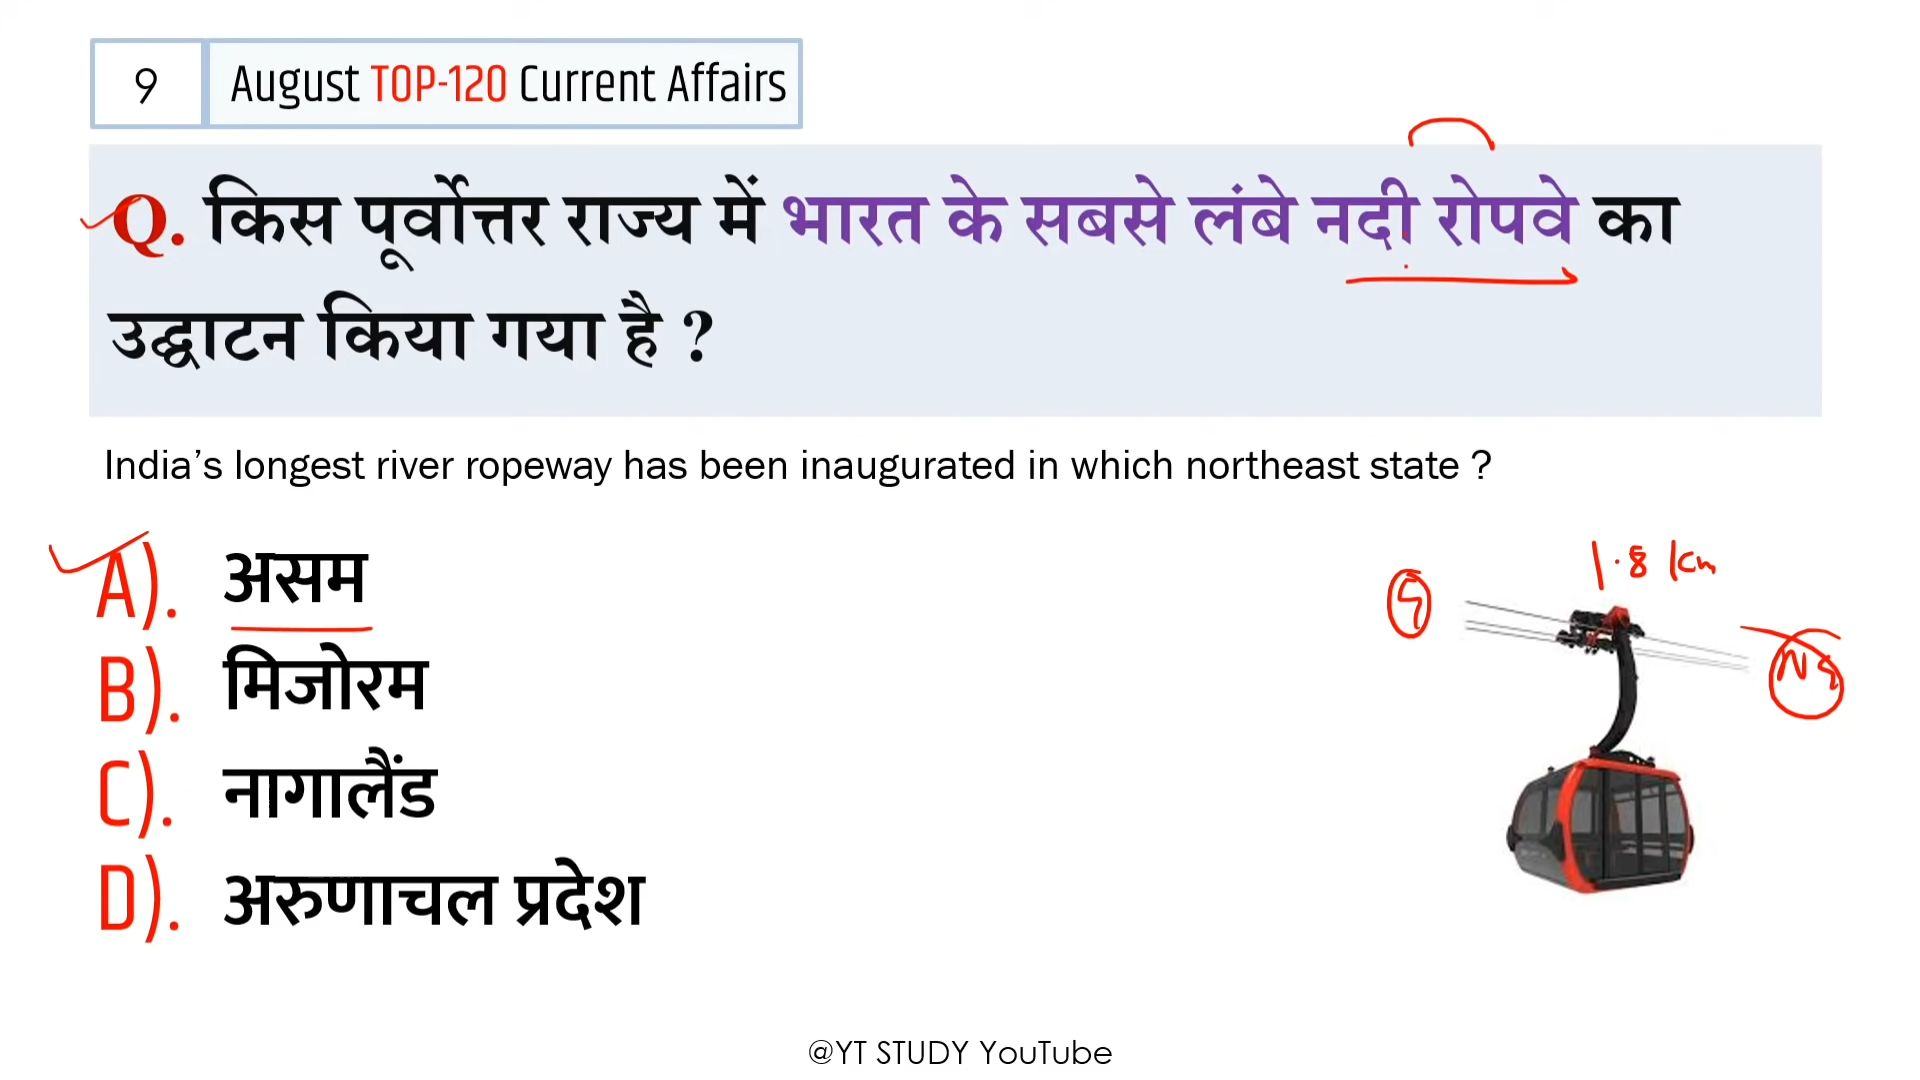 9
August TOP-120 Current Affairs
Q. किस पूर्वोत्तर राज्य में भारत के सबसे लंबे नदी रोपवे का
उद्घाटन किया गया है ?
India’s longest river ropeway has been inaugurated in which northeast state ?
A). असम
1.8 km
G
NG
B). मिजोरम
C). नागालैंड
D). अरुणाचल प्रदेश
@YT STUDY YouTube